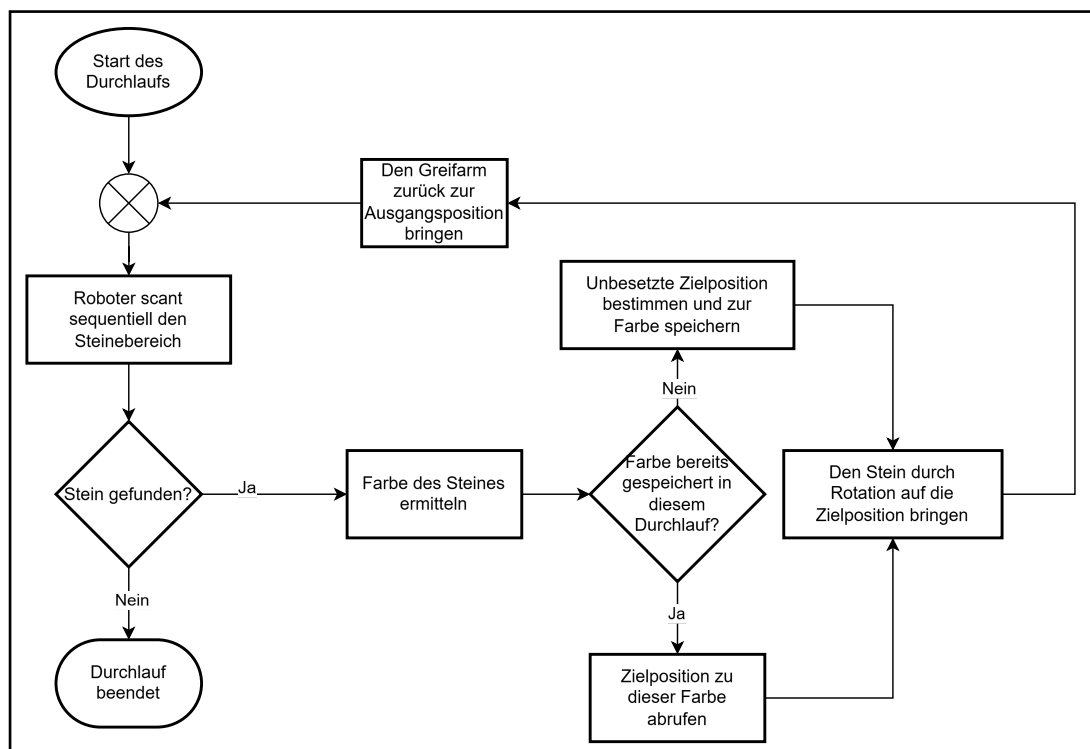 Start des
Durchlaufs
Den Greifarm
zurück zur
Ausgangsposition
bringen
Roboter scant
sequentiell den
Steinebereich
Unbesetzte Zielposition
bestimmen und zur
Farbe speichern
Nein
Stein gefunden?
Ja
Farbe des Steines
ermitteln
Farbe bereits
gespeichert in
diesem
Durchlauf?
Den Stein durch
Rotation auf die
Zielposition bringen
Nein
Ja
Durchlauf
beendet
Zielposition zu
dieser Farbe
abrufen